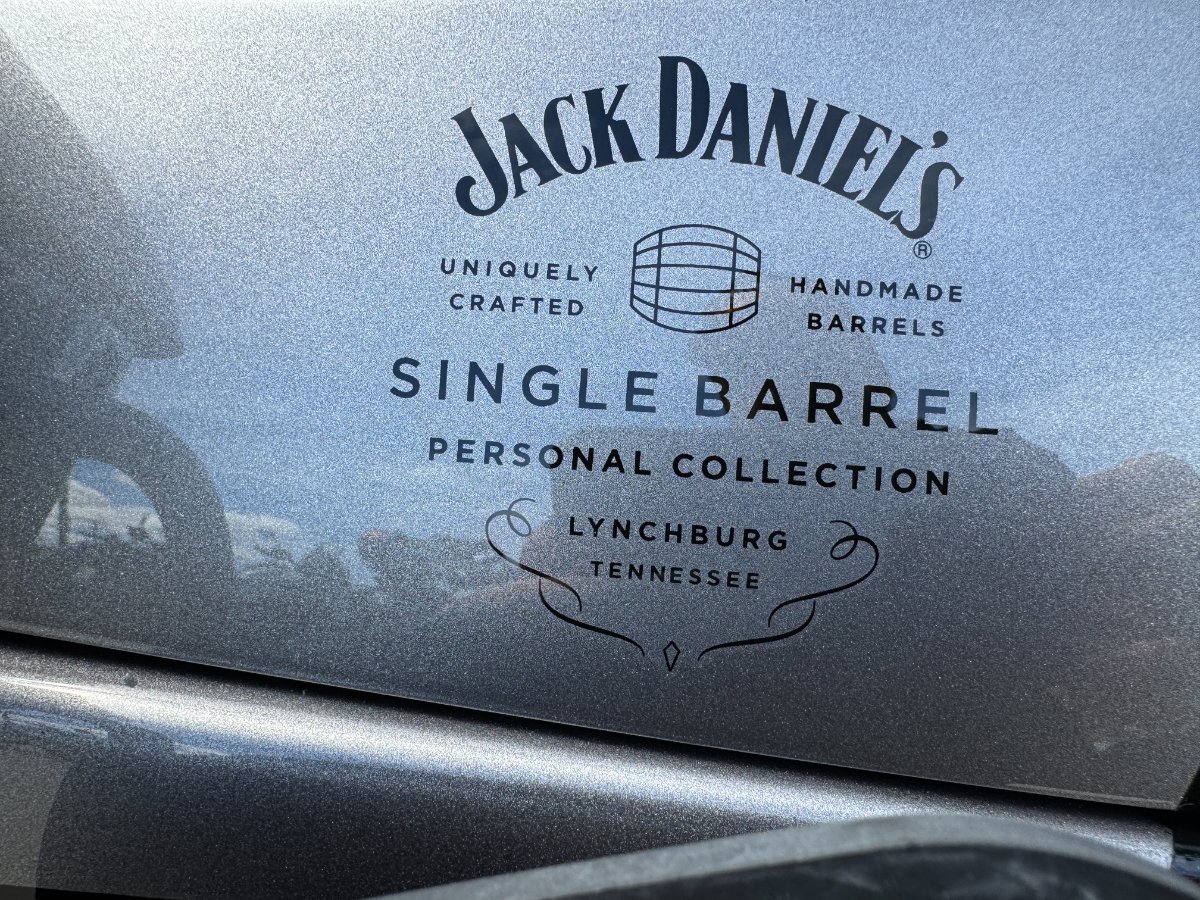 JACK DANIEL'S®
UNIQUELY
CRAFTED
HANDMADE
BARRELS
SINGLE BARREL
PERSONAL COLLECTION
LYNCHBURG
TENNESSEE